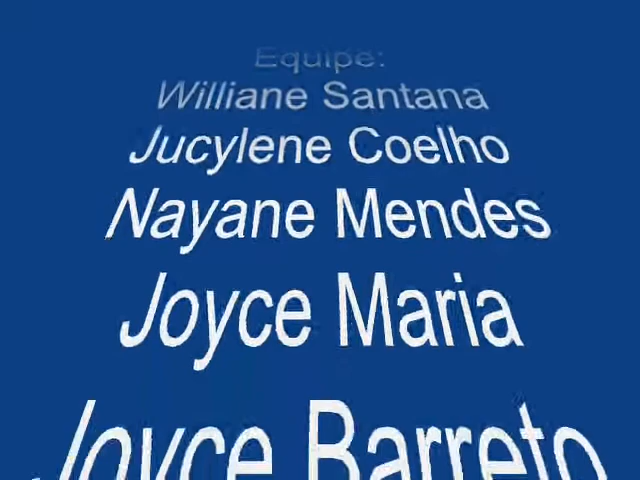 Equipe:
Williane Santana
Jucylene Coelho
Nayane Mendes
Joyce Maria
Joyce Barreto